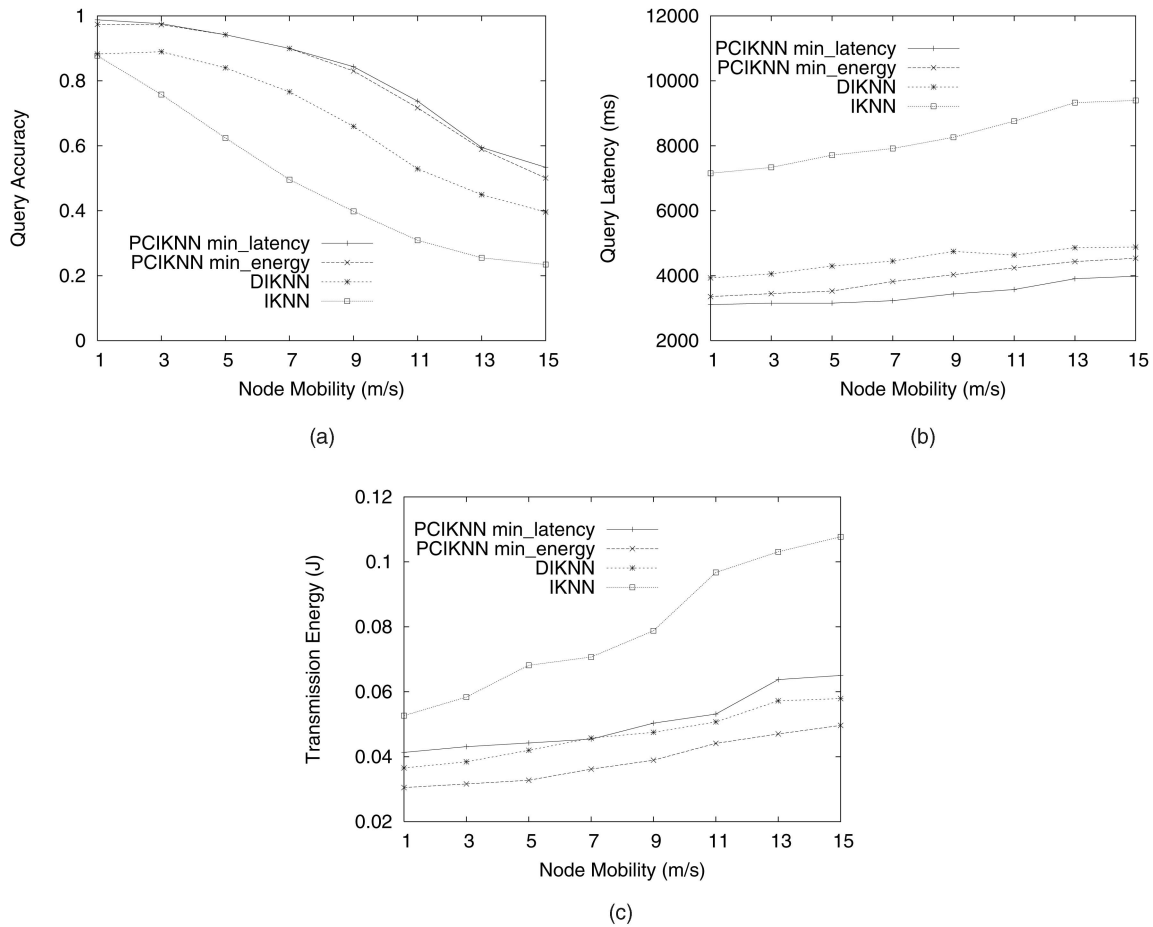 1
0.8
0.6
0.4
0.2
0
Query Accuracy
PCIKNN min_latency
PCIKNN min_energy
DIKNN
IKNN
1 3 5 7 9 11 13 15
Node Mobility (m/s)
(a)
12000
10000
8000
6000
4000
2000
Query Latency (ms)
PCIKNN min_latency
PCIKNN min_energy
DIKNN
IKNN
1 3 5 7 9 11 13 15
Node Mobility (m/s)
(b)
0.12
0.1
0.08
0.06
0.04
0.02
Transmission Energy (J)
PCIKNN min_latency
PCIKNN min_energy
DIKNN
IKNN
1 3 5 7 9 11 13 15
Node Mobility (m/s)
(c)